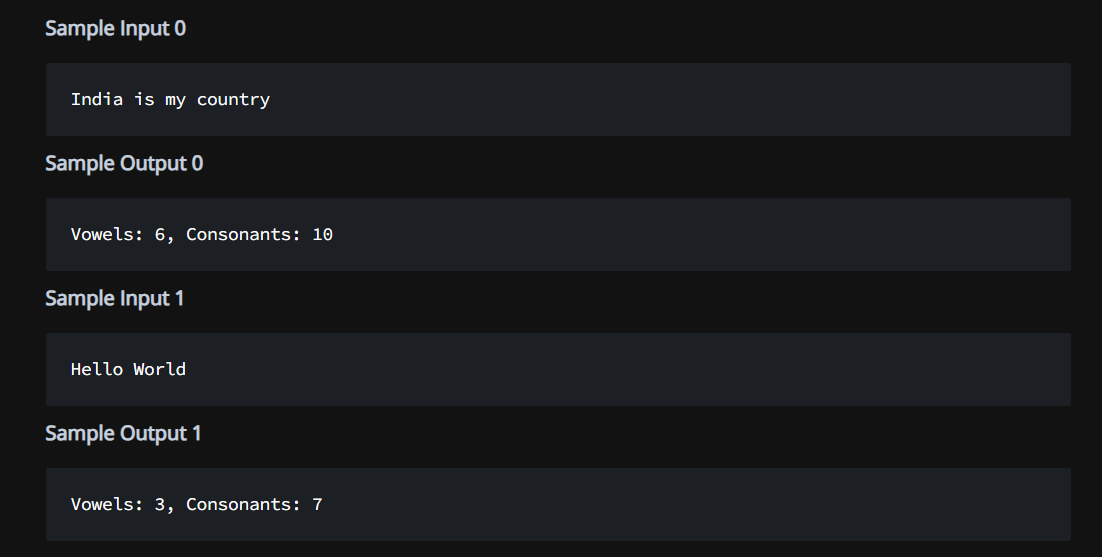 Sample Input 0
India is my country
Sample Output 0
Vowels: 6, Consonants: 10
Sample Input 1
Hello World
Sample Output 1
Vowels: 3, Consonants: 7